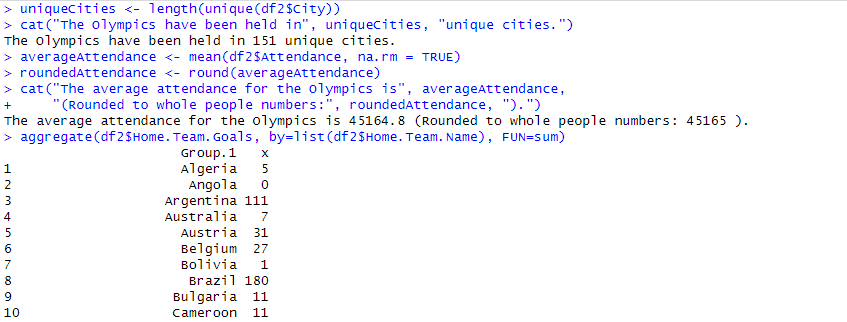 > uniqueCities <- length(unique(df2$City))
> cat("The Olympics have been held in", uniqueCities, "unique cities.")
The Olympics have been held in 151 unique cities.
> averageAttendance <- mean(df2$Attendance, na.rm = TRUE)
> roundedAttendance <- round(averageAttendance)
> cat("The average attendance for the Olympics is", averageAttendance,
+     "(Rounded to whole people numbers:", roundedAttendance, ").")
The average attendance for the Olympics is 45164.8 (Rounded to whole people numbers: 45165 ).
> aggregate(df2$Home.Team.Goals, by=list(df2$Home.Team.Name), FUN=sum)
                      Group.1   x
1                     Algeria   5
2                      Angola   0
3                   Argentina 111
4                   Australia   7
5                     Austria  31
6                     Belgium  27
7                     Bolivia   1
8                      Brazil 180
9                    Bulgaria  11
10                   Cameroon  11